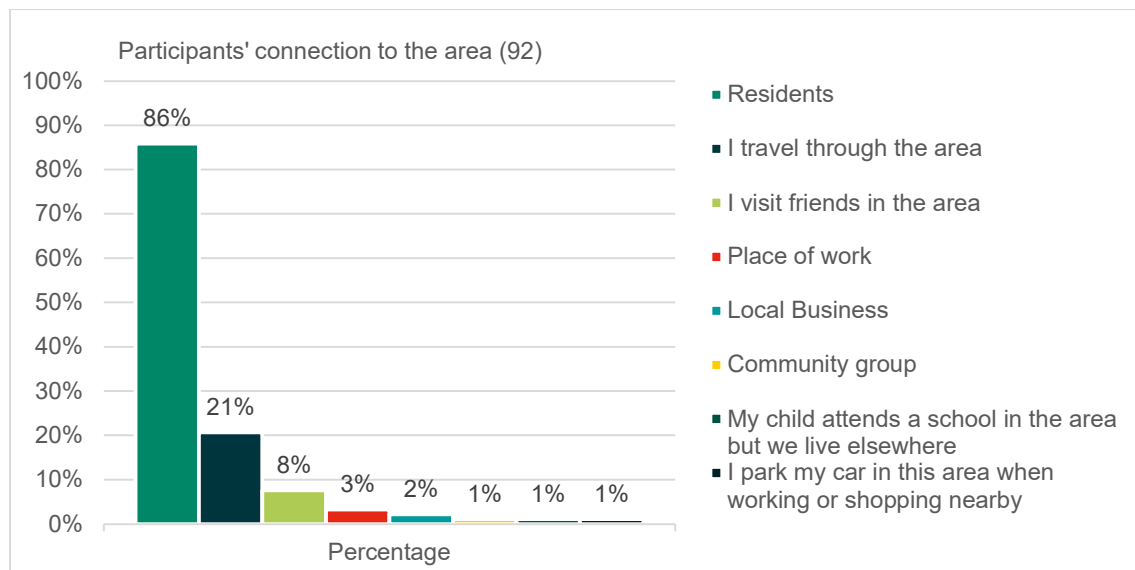 Participants' connection to the area (92)
100%
90%
80%
70%
60%
50%
40%
30%
20%
10%
0%
86%
21%
8%
3%
2%
1%
1%
1%
Percentage
Residents
I travel through the area
I visit friends in the area
Place of work
Local Business
Community group
My child attends a school in the area
but we live elsewhere
I park my car in this area when
working or shopping nearby